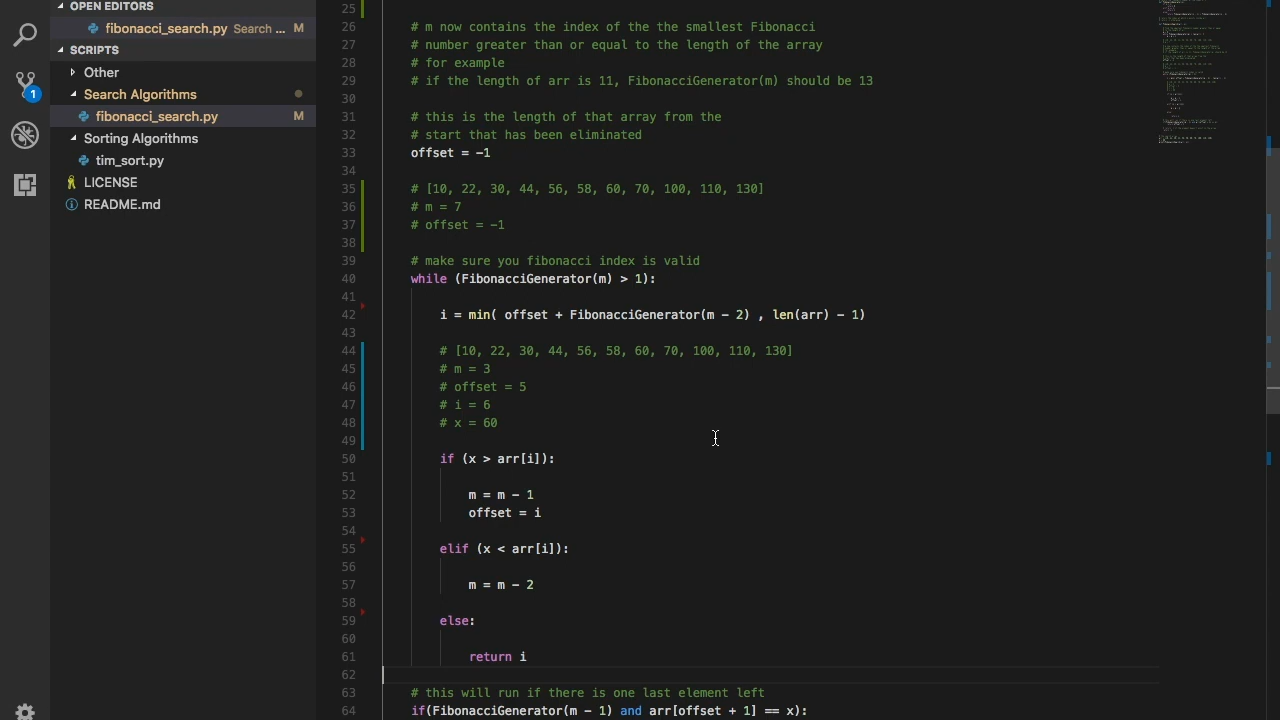 OPEN EDITORS
fibonacci_search.py Search ... M
SCRIPTS
Other
Search Algorithms
fibonacci_search.py M
Sorting Algorithms
tim_sort.py
LICENSE
README.md
1
25
26 # m now contains the index of the the smallest Fibonacci
27 # number greater than or equal to the length of the array
28 # for example
29 # if the length of arr is 11, FibonacciGenerator(m) should be 13
30
31 # this is the length of that array from the
32 # start that has been eliminated
33 offset = -1
34
35 # [10, 22, 30, 44, 56, 58, 60, 70, 100, 110, 130]
36 # m = 7
37 # offset = -1
38
39 # make sure you fibonacci index is valid
40 while (FibonacciGenerator(m) > 1):
41
42 i = min( offset + FibonacciGenerator(m - 2) , len(arr) - 1)
43
44 # [10, 22, 30, 44, 56, 58, 60, 70, 100, 110, 130]
45 # m = 3
46 # offset = 5
47 # i = 6
48 # x = 60
49
50 if (x > arr[i]):
51
52 m = m - 1
53 offset = i
54
55 elif (x < arr[i]):
56
57 m = m - 2
58
59 else:
60
61 return i
62
63 # this will run if there is one last element left
64 if(FibonacciGenerator(m - 1) and arr[offset + 1] == x):